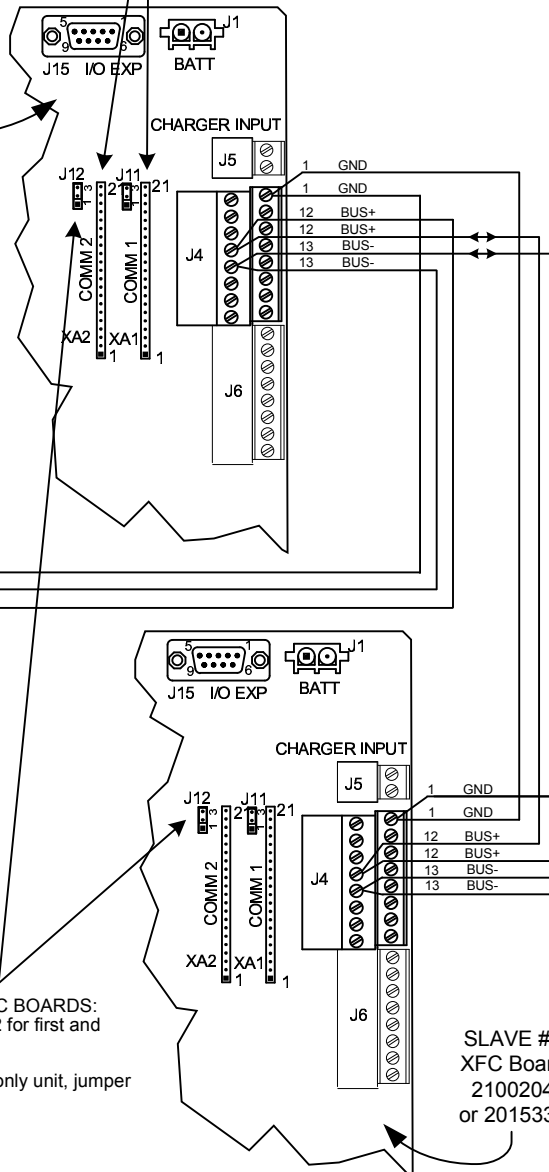 5 1
9 6
J1
J15 I/O EXP
BATT
CHARGER INPUT
J5
J12 J11
3 21 3 21
1 1
COMM 2
COMM 1
XA2 XA1
1 1
J4
J6
1 GND
1 GND
12 BUS+
12 BUS+
13 BUS-
13 BUS-
5 1
9 6
J1
J15 I/O EXP
BATT
CHARGER INPUT
J5
J12 J11
3 21 3 21
1 1
COMM 2
COMM 1
XA2 XA1
1 1
J4
J6
1 GND
1 GND
12 BUS+
12 BUS+
13 BUS-
13 BUS-
C BOARDS:
2 for first and
only unit, jumper
SLAVE #
XFC Boar
2100204
or 201533